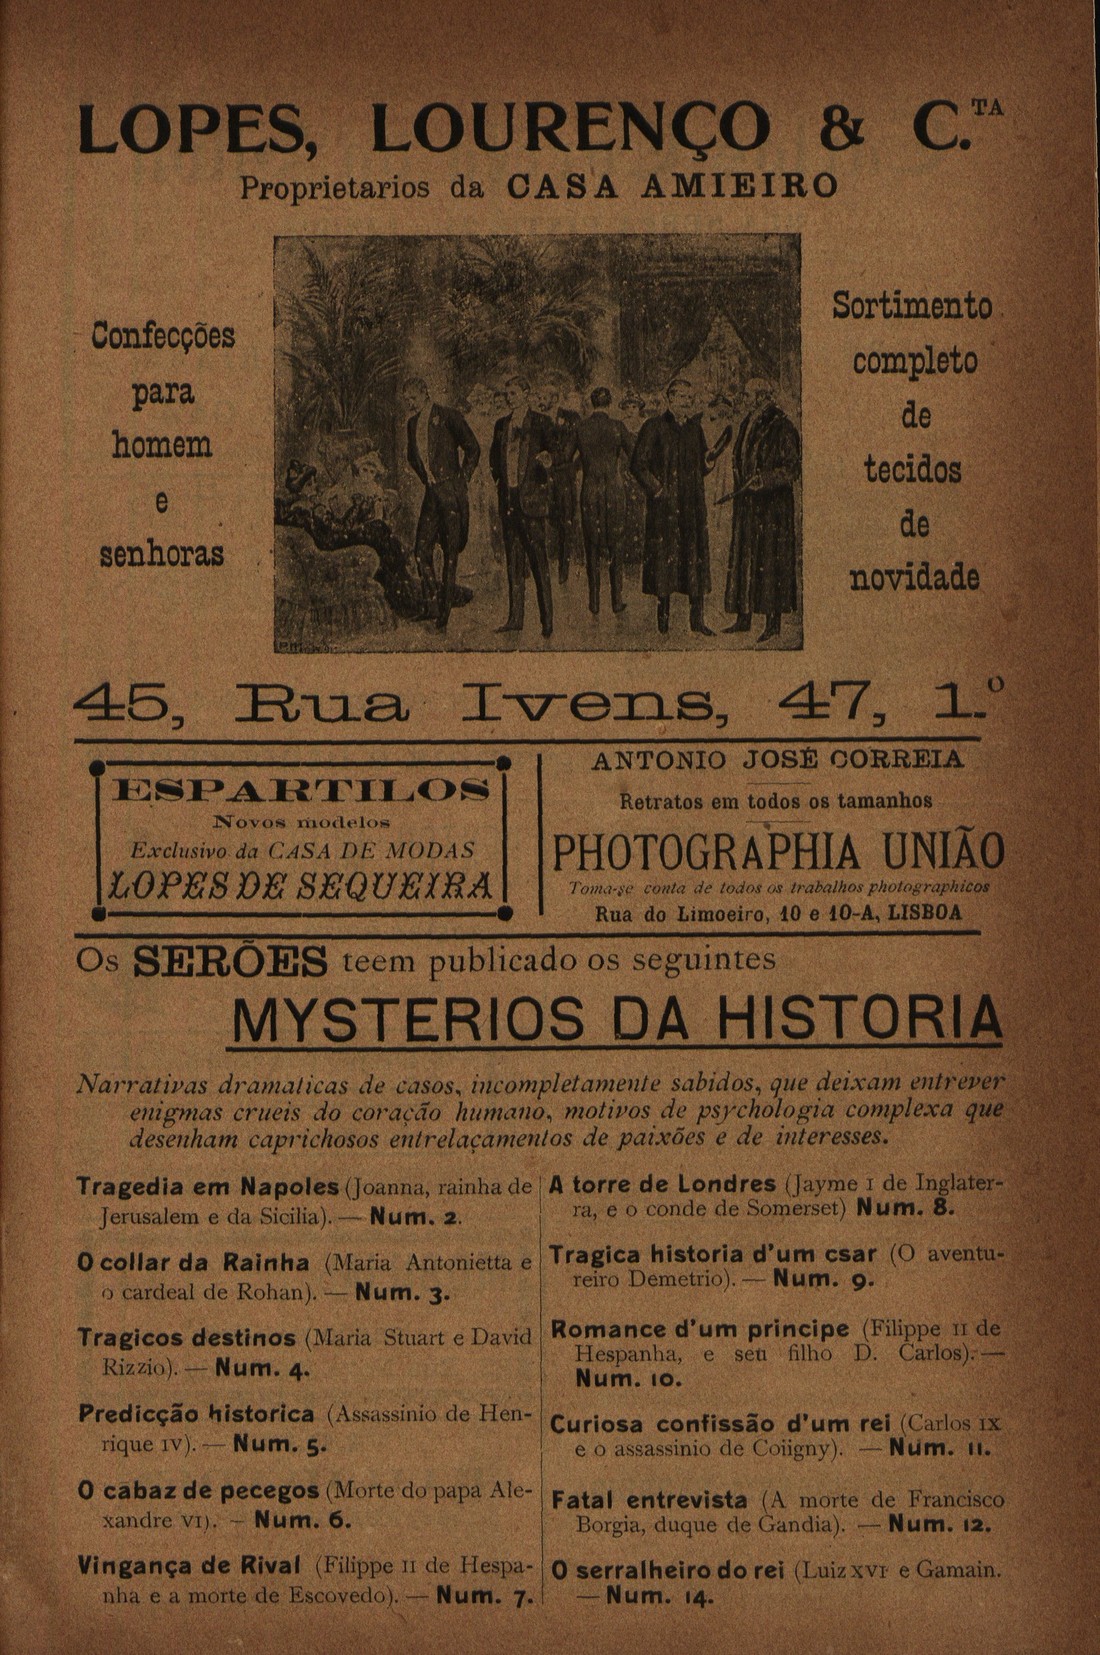 LOPES, LOURENÇO & C.TA
Proprietarios da CASA AMIEIRO
Confecções
para
homem
e
senhoras
Sortimento
completo
de
tecidos
de
novidade
45, Rua Ivens, 47, 1.º
ESPARTILOS
Novos modelos
Exclusivo da CASA DE MODAS
LOPES DE SEQUEIRA
ANTONIO JOSÉ CORREIA
Retratos em todos os tamanhos
PHOTOGRAPHIA UNIÃO
Toma-se conta de todos os trabalhos photographicos
Rua do Limoeiro, 10 e 10-A, LISBOA
Os SERÕES teem publicado os seguintes
MYSTERIOS DA HISTORIA
Narrativas dramaticas de casos, incompletamente sabidos, que deixam entrever
enigmas crueis do coração humano, motivos de psychologia complexa que
desenham caprichosos entrelaçamentos de paixões e de interesses.
Tragedia em Napoles (Joanna, rainha de
Jerusalem e da Sicilia). — Num. 2.
O collar da Rainha (Maria Antonietta e
o cardeal de Rohan). — Num. 3.
Tragicos destinos (Maria Stuart e David
Rizzio). — Num. 4.
Predicção historica (Assassinio de Hen-
rique IV). — Num. 5.
O cabaz de pecegos (Morte do papa Ale-
xandre VI). — Num. 6.
Vingança de Rival (Filippe II de Hespa-
nha e a morte de Escovedo). — Num. 7.
A torre de Londres (Jayme I de Inglater-
ra, e o conde de Somerset) Num. 8.
Tragica historia d'um csar (O aventu-
reiro Demetrio). — Num. 9.
Romance d'um principe (Filippe II de
Hespanha, e seu filho D. Carlos). —
Num. 10.
Curiosa confissão d'um rei (Carlos IX
e o assassinio de Coligny). — Num. 11.
Fatal entrevista (A morte de Francisco
Borgia, duque de Gandia). — Num. 12.
O serralheiro do rei (Luiz XVI e Gamain.
— Num. 14.